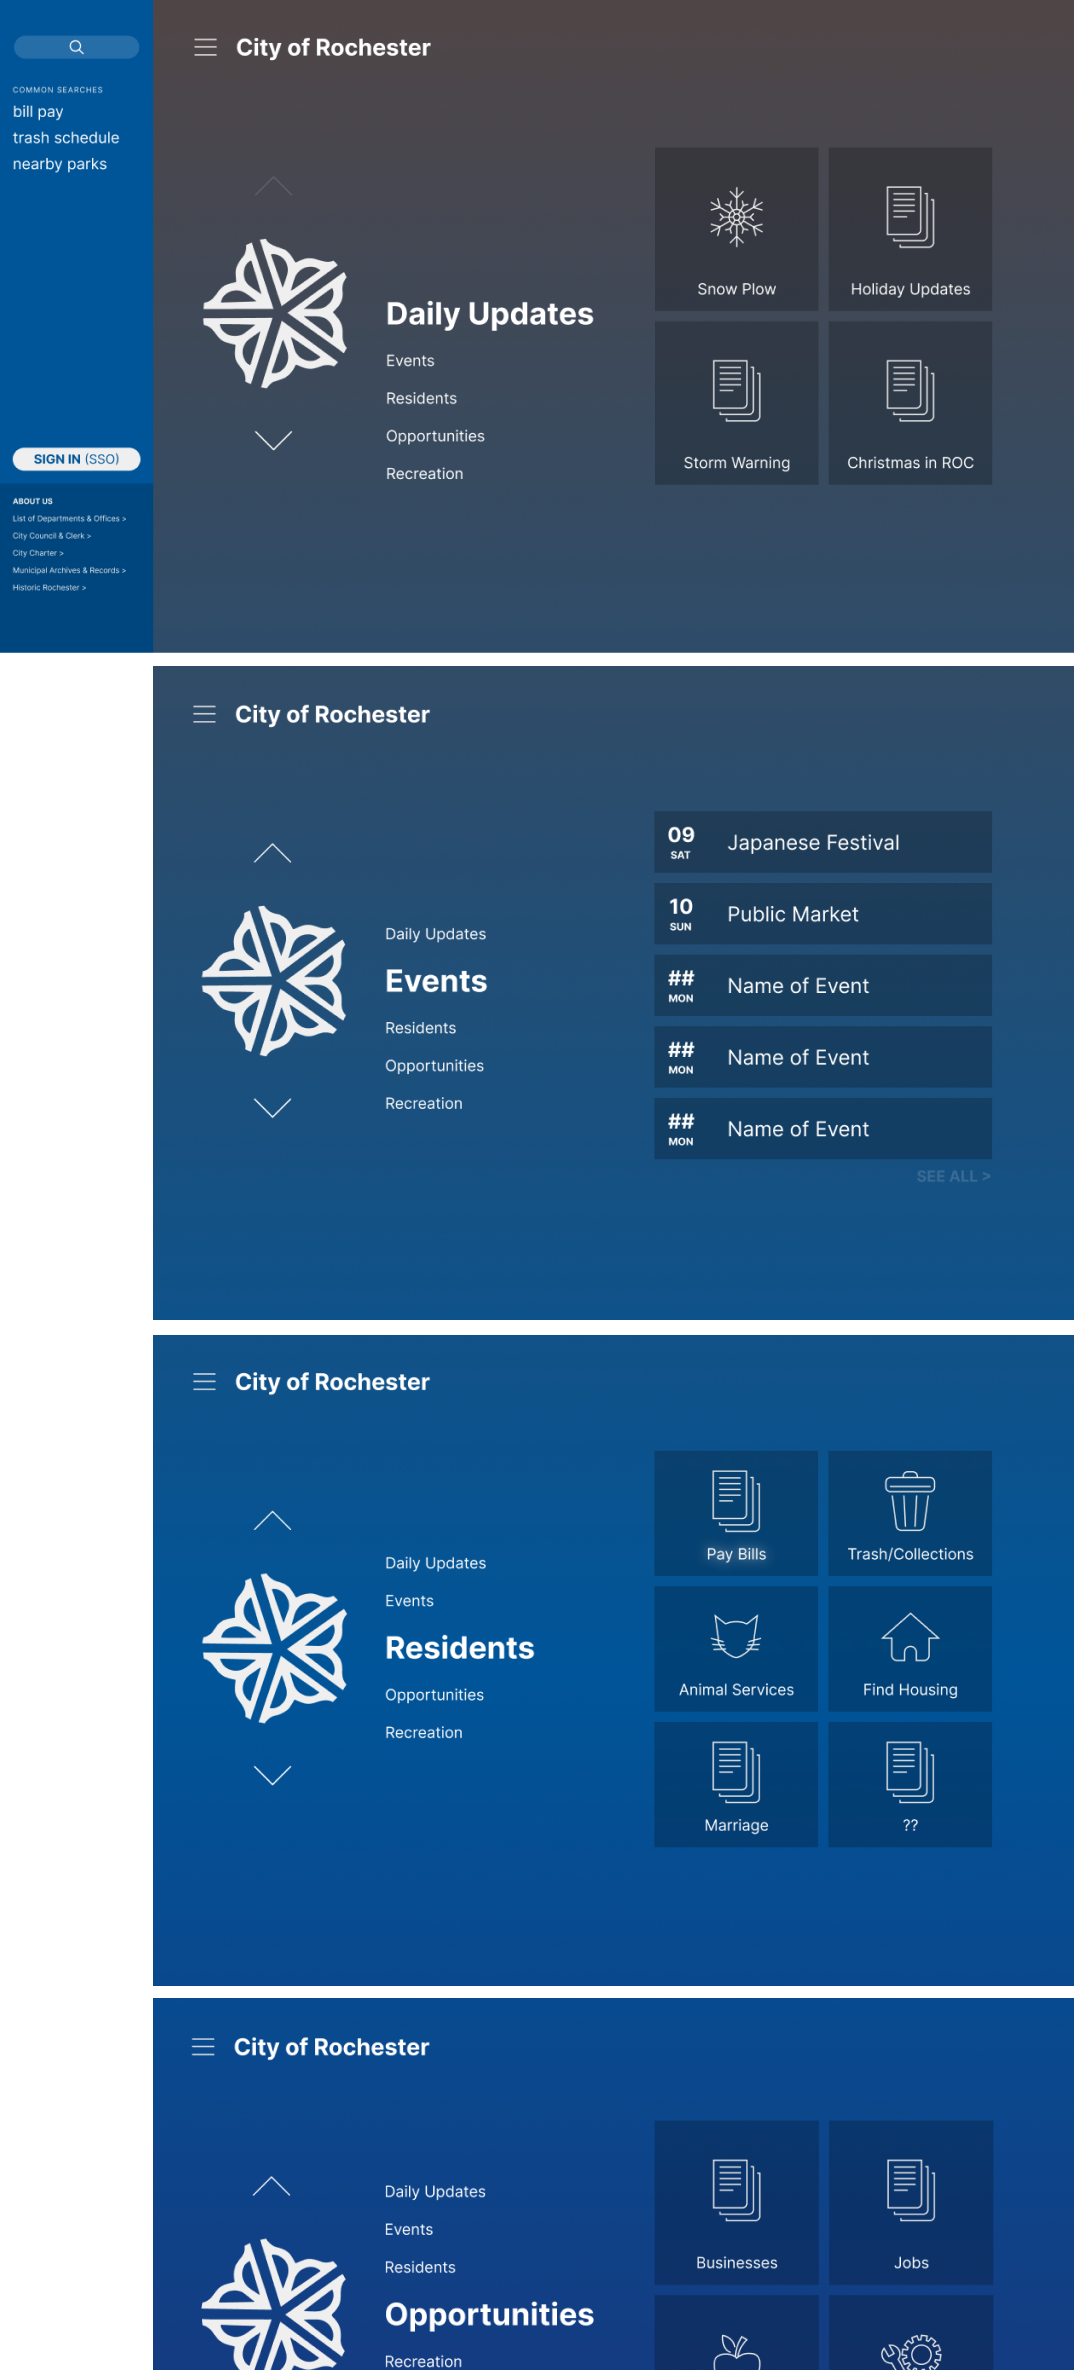 COMMON SEARCHES
bill pay
trash schedule
nearby parks
SIGN IN (SSO)
ABOUT US
List of Departments & Offices >
City Council & Clerk >
City Charter >
Municipal Archives & Records >
Historic Rochester >
City of Rochester
Daily Updates
Events
Residents
Opportunities
Recreation
Snow Plow
Holiday Updates
Storm Warning
Christmas in ROC
City of Rochester
Daily Updates
Events
Residents
Opportunities
Recreation
09 SAT Japanese Festival
10 SUN Public Market
## MON Name of Event
## MON Name of Event
## MON Name of Event
SEE ALL >
City of Rochester
Daily Updates
Events
Residents
Opportunities
Recreation
Pay Bills
Trash/Collections
Animal Services
Find Housing
Marriage
??
City of Rochester
Daily Updates
Events
Residents
Opportunities
Recreation
Businesses
Jobs